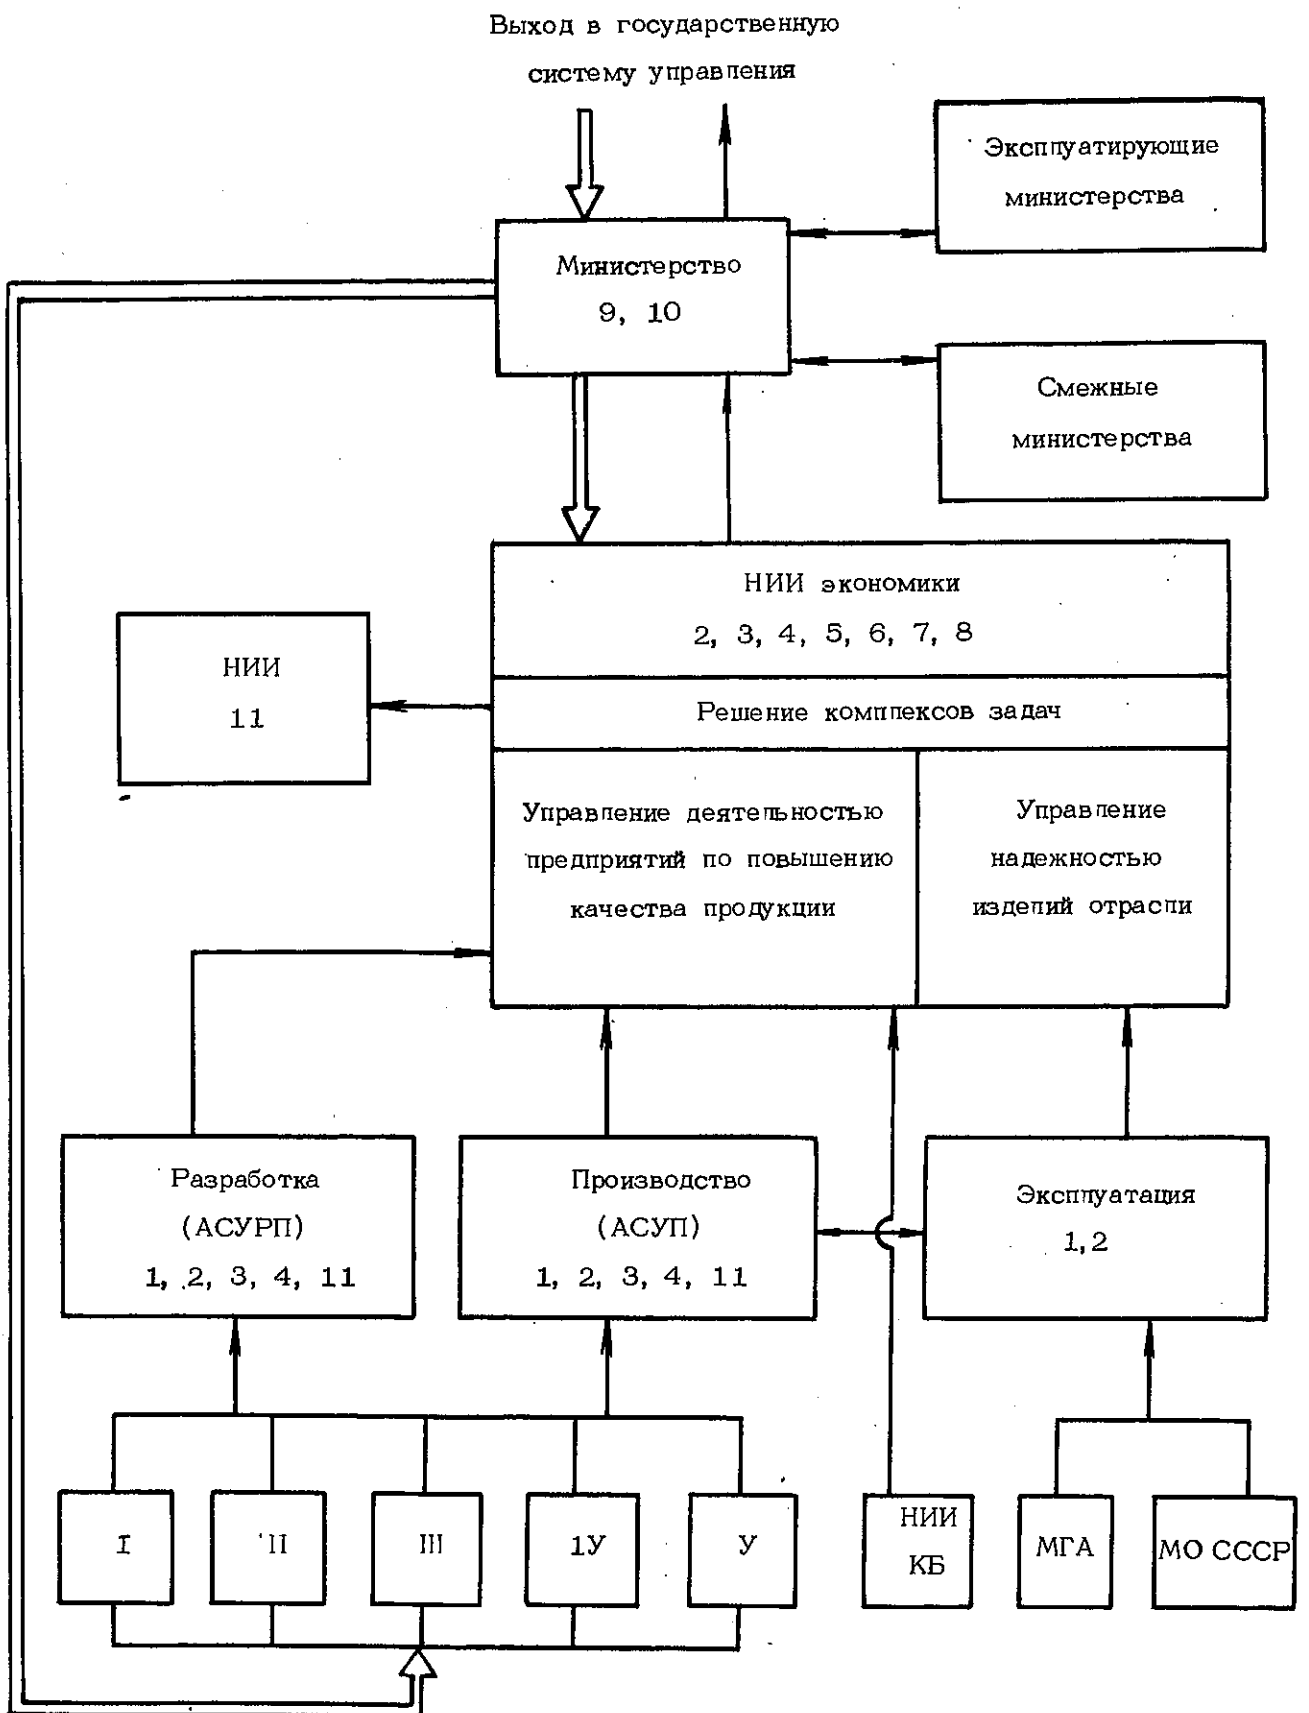 Выход в государственную
систему управления
Эксплуатирующие
министерства
Министерство
9, 10
Смежные
министерства
НИИ экономики
2, 3, 4, 5, 6, 7, 8
НИИ
11
Решение комплексов задач
Управление деятельностью
предприятий по повышению
качества продукции
Управление
надежностью
изделий отрасли
Разработка
(АСУРП)
1, 2, 3, 4, 11
Производство
(АСУП)
1, 2, 3, 4, 11
Эксплуатация
1,2
I
II
III
1У
У
НИИ
КБ
МГА
МО СССР